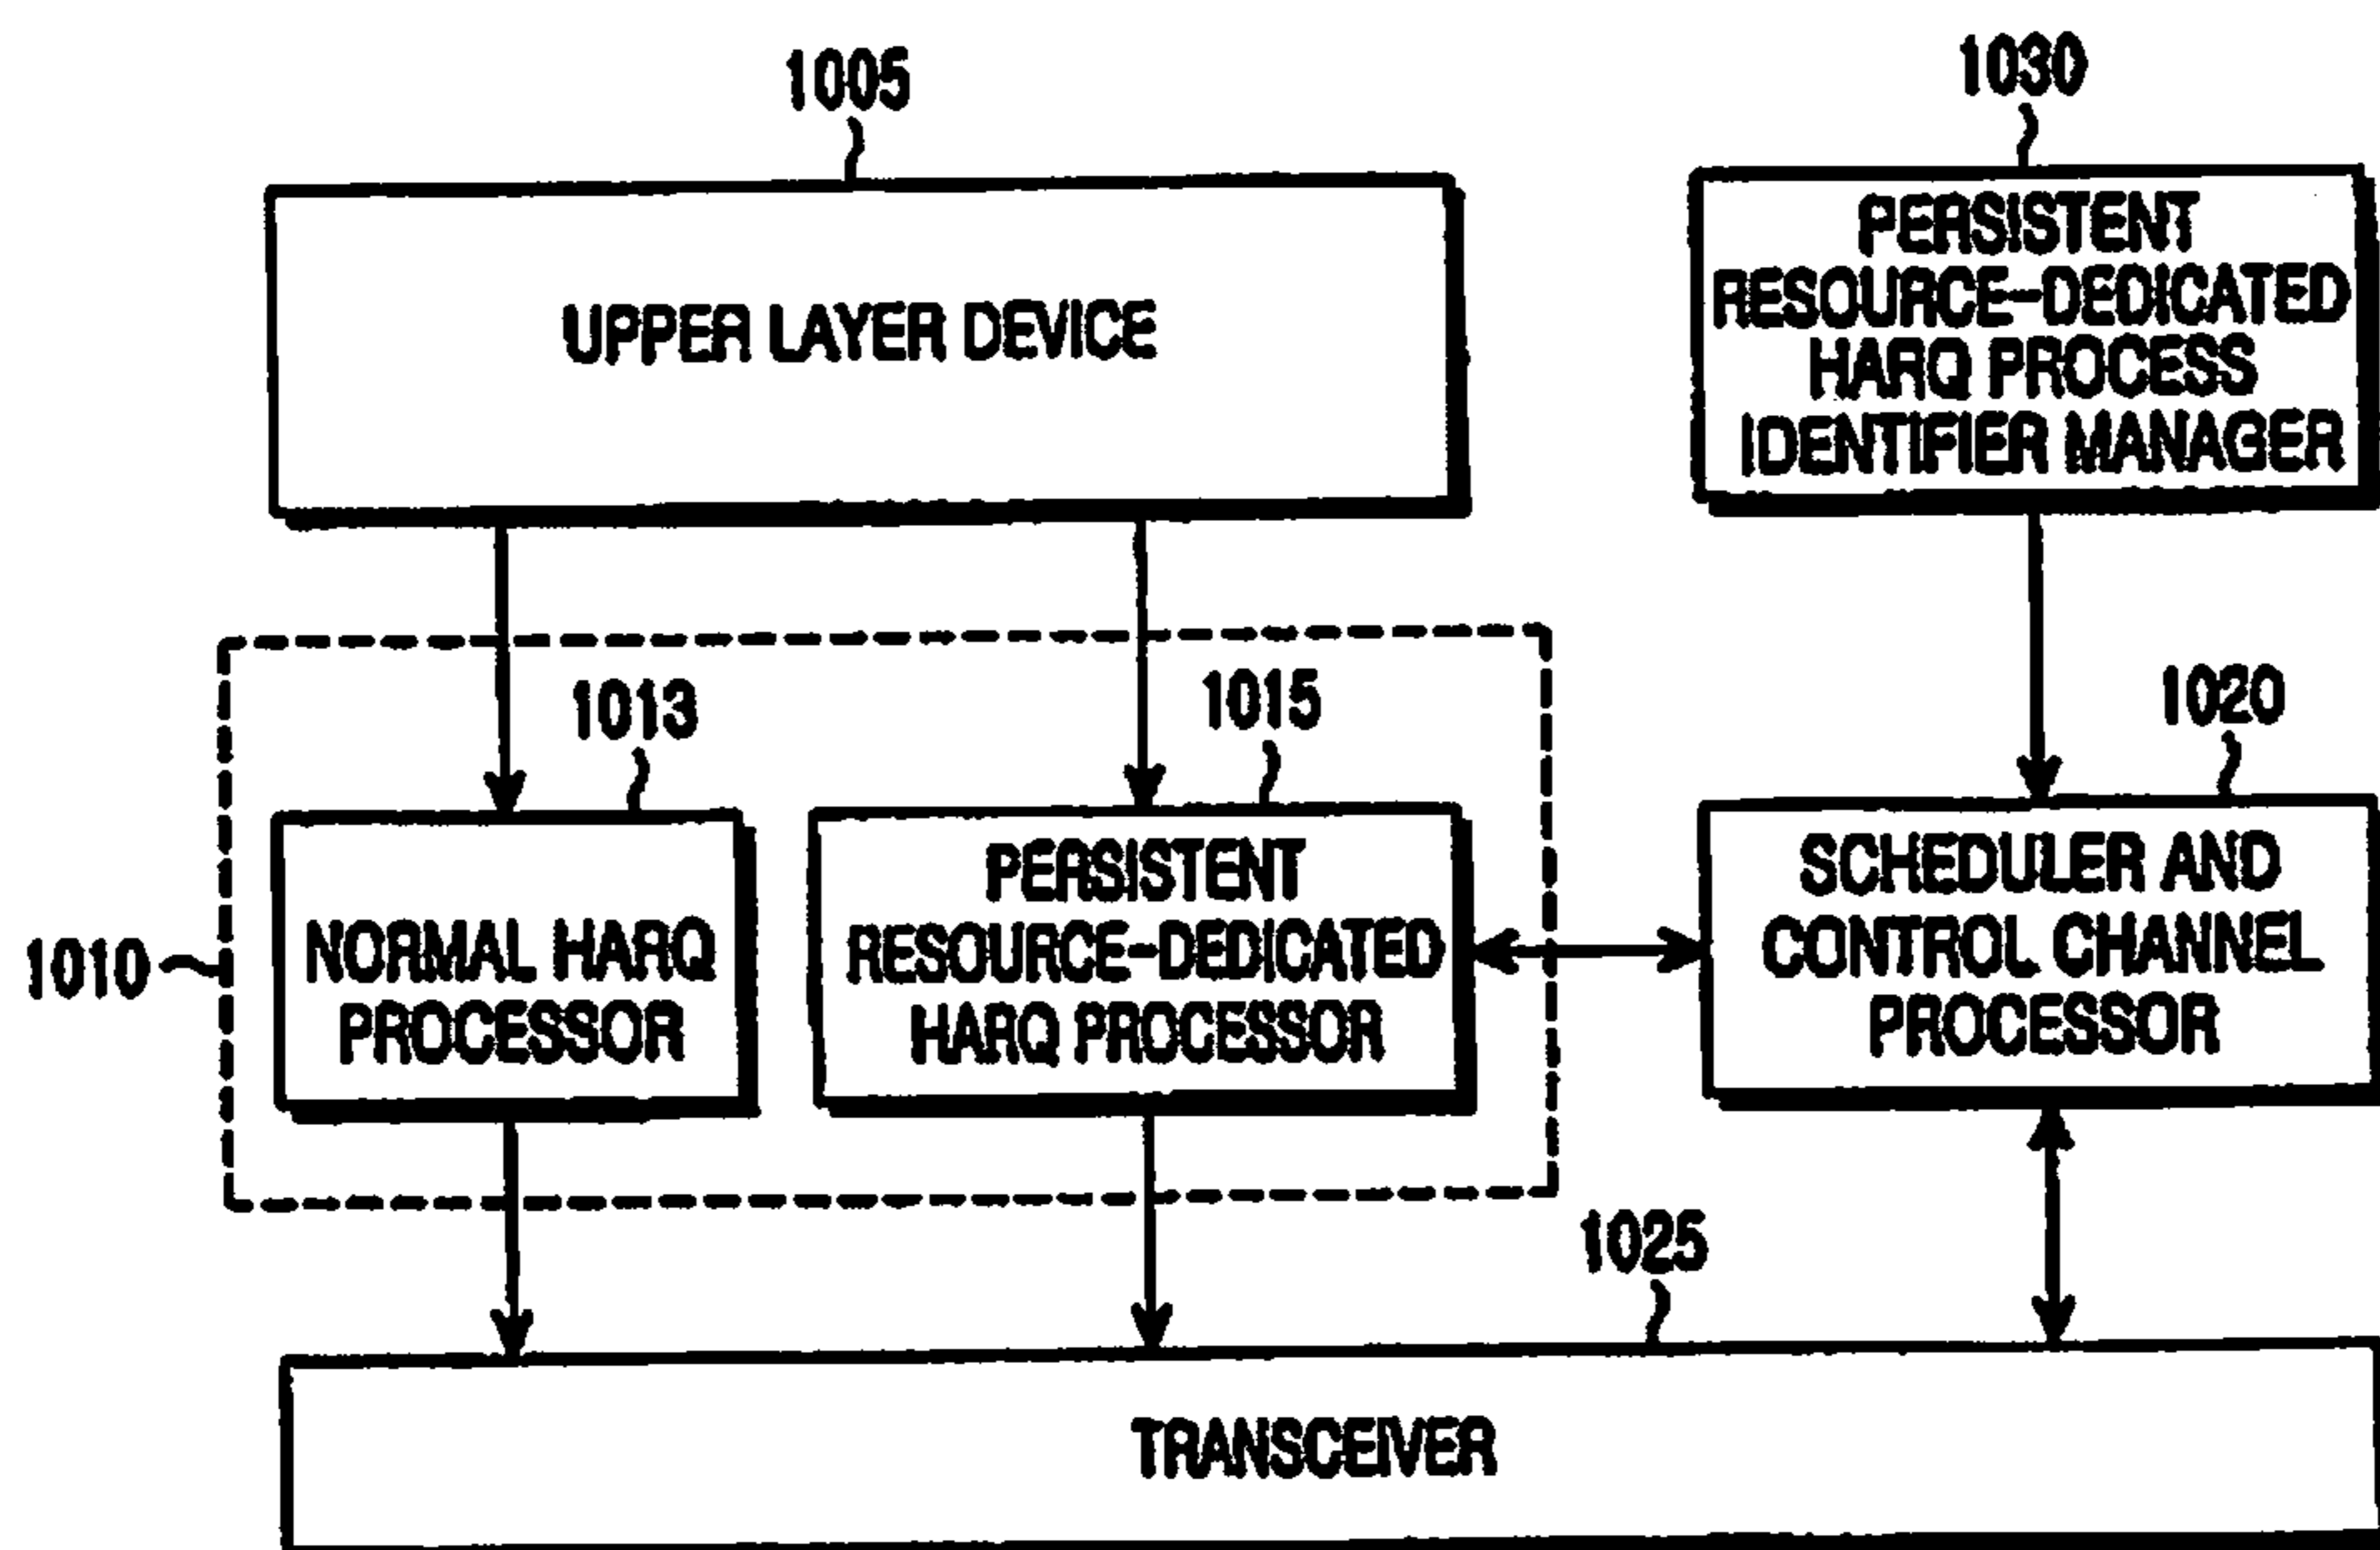 1005
1030
UPPER LAYER DEVICE
PERSISTENT
RESOURCE-DEDICATED
HARQ PROCESS
IDENTIFIER MANAGER
1013
1015
1020
1010
NORMAL HARQ
PROCESSOR
PERSISTENT
RESOURCE-DEDICATED
HARQ PROCESSOR
SCHEDULER AND
CONTROL CHANNEL
PROCESSOR
1025
TRANSCEIVER